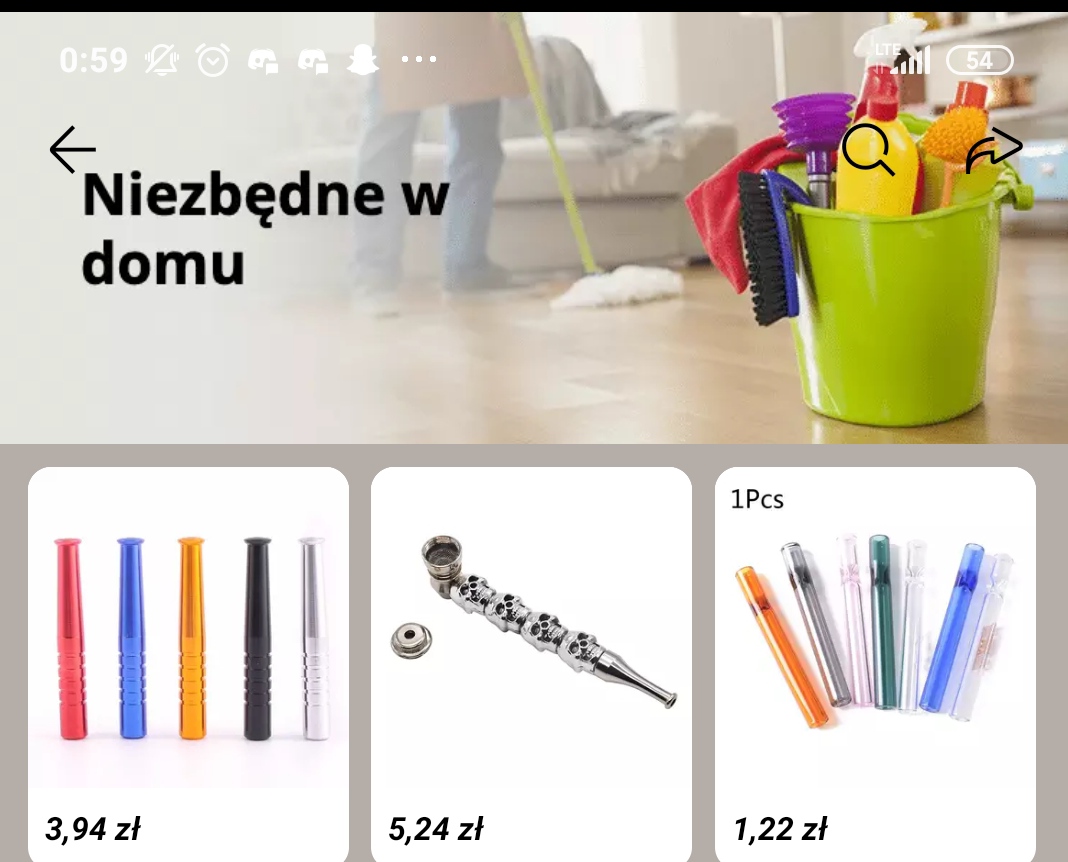 0:59
LTE
54
Niezbędne w
domu
1Pcs
3,94 zł
5,24 zł
1,22 zł